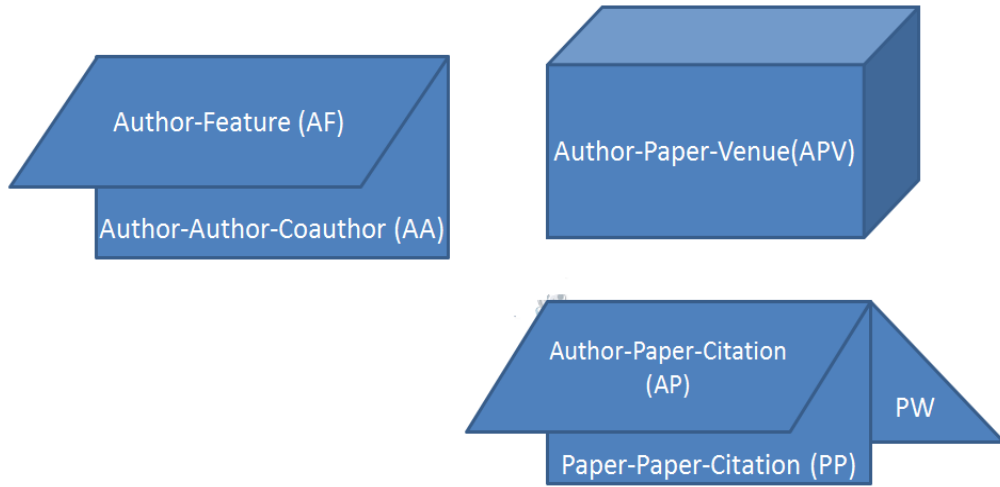 Author-Feature (AF)
Author-Author-Coauthor (AA)
Author-Paper-Venue(APV)
Author-Paper-Citation
(AP)
PW
Paper-Paper-Citation (PP)